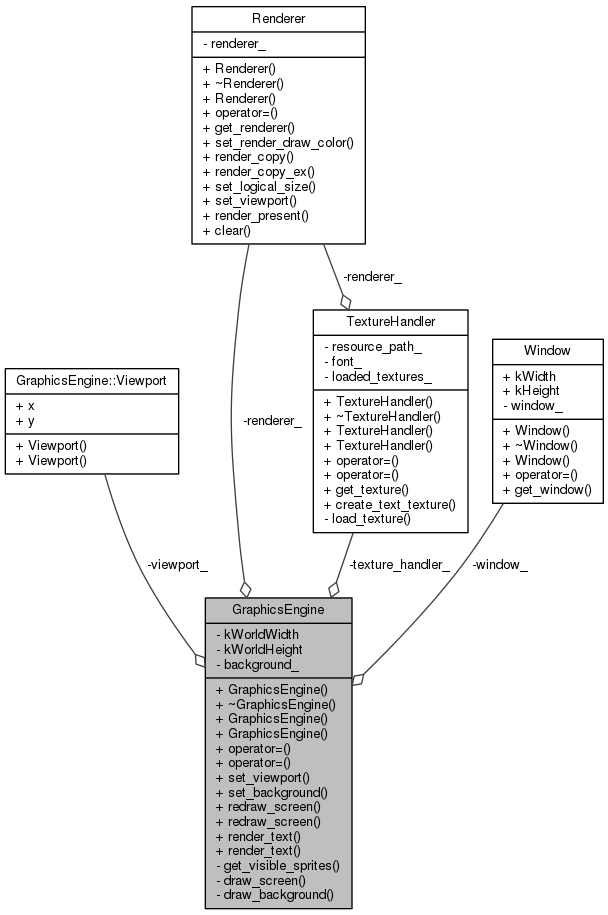 Renderer
- renderer_
+ Renderer()
+ ~Renderer()
+ Renderer()
+ operator=()
+ get_renderer()
+ set_render_draw_color()
+ render_copy()
+ render_copy_ex()
+ set_logical_size()
+ set_viewport()
+ render_present()
+ clear()
-renderer_
TextureHandler
- resource_path_
- font_
- loaded_textures_
+ TextureHandler()
+ ~TextureHandler()
+ TextureHandler()
+ TextureHandler()
+ operator=()
+ operator=()
+ get_texture()
+ create_text_texture()
- load_texture()
Window
+ kWidth
+ kHeight
- window_
+ Window()
+ ~Window()
+ Window()
+ operator=()
+ get_window()
GraphicsEngine::Viewport
+ x
+ y
+ Viewport()
+ Viewport()
-renderer_
-viewport_
-texture_handler_
-window_
GraphicsEngine
- kWorldWidth
- kWorldHeight
- background_
+ GraphicsEngine()
+ ~GraphicsEngine()
+ GraphicsEngine()
+ GraphicsEngine()
+ operator=()
+ operator=()
+ set_viewport()
+ set_background()
+ redraw_screen()
+ redraw_screen()
+ render_text()
+ render_text()
- get_visible_sprites()
- draw_screen()
- draw_background()